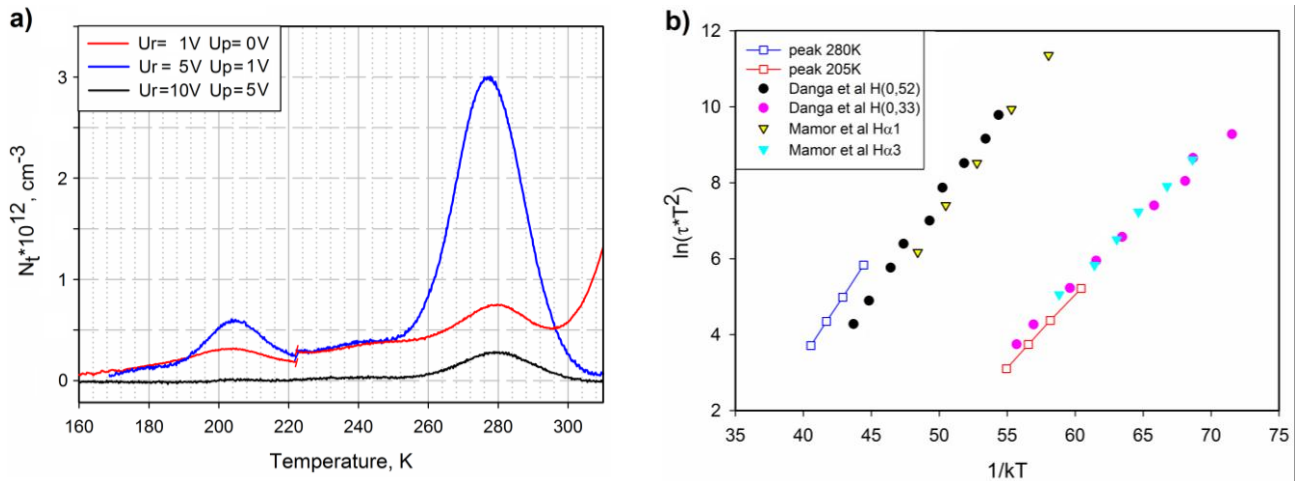 a)
Ur= 1V Up= 0V
Ur= 5V Up=1V
Ur=10V Up=5V
3
2
1
0
Nt*10^12, cm-3
160 180 200 220 240 260 280 300
Temperature, K
b)
peak 280K
peak 205K
Danga et al H(0,52)
Danga et al H(0,33)
Mamor et al Hα1
Mamor et al Hα3
12
10
8
6
4
2
ln(τ*T^2)
35 40 45 50 55 60 65 70 75
1/kT